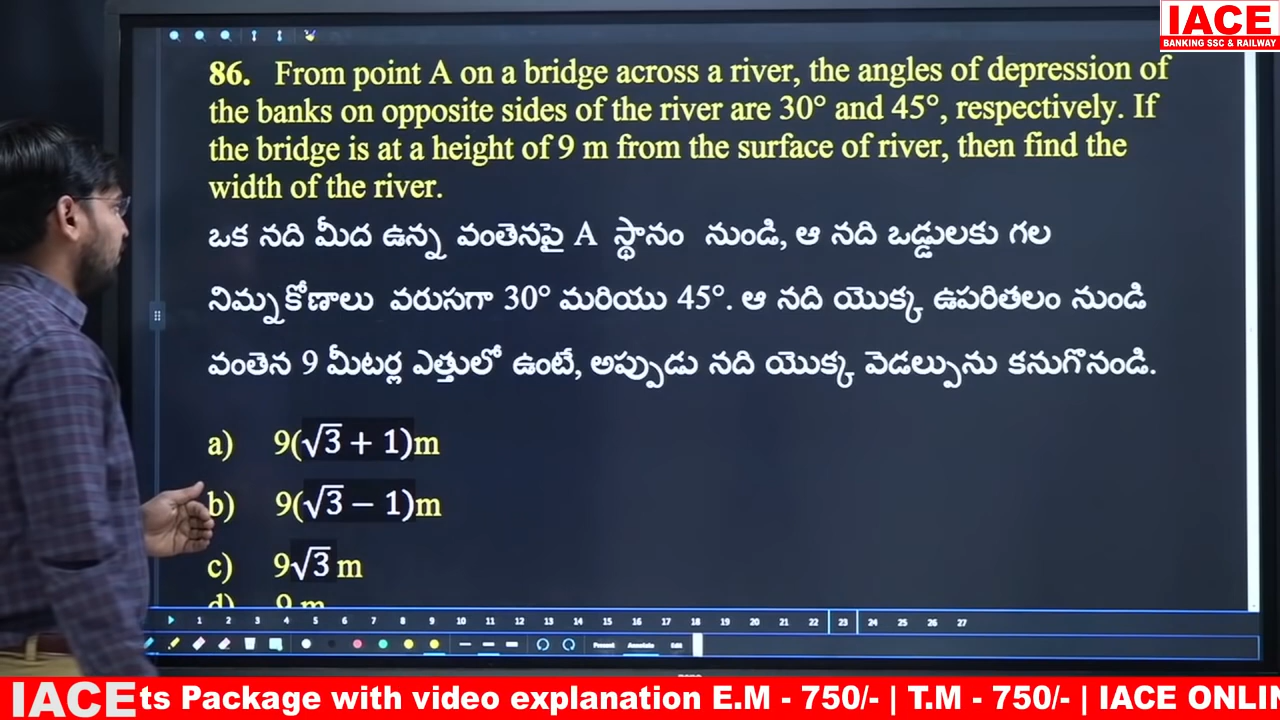 IACE
BANKING SSC & RAILWAY
86. From point A on a bridge across a river, the angles of depression of
the banks on opposite sides of the river are 30° and 45°, respectively. If
the bridge is at a height of 9 m from the surface of river, then find the
width of the river.
ఒక నది మీద ఉన్న వంతెనపై A స్థానం నుండి, ఆ నది ఒడ్డులకు గల
నిమ్నకోణాలు వరుసగా 30° మరియు 45°. ఆ నది యొక్క ఉపరితలం నుండి
వంతెన 9 మీటర్ల ఎత్తులో ఉంటే, అప్పుడు నది యొక్క వెడల్పును కనుగొనండి.
a) 9(√3 + 1)m
b) 9(√3 − 1)m
c) 9√3 m
d) 9 m
1 2 3 4 5 6 7 8 9 10 11 12 13 14 15 16 17 18 19 20 21 22 23 24 25 26 27
Present Annotate Edit
IACE ts Package with video explanation E.M - 750/- | T.M - 750/- | IACE ONLIN